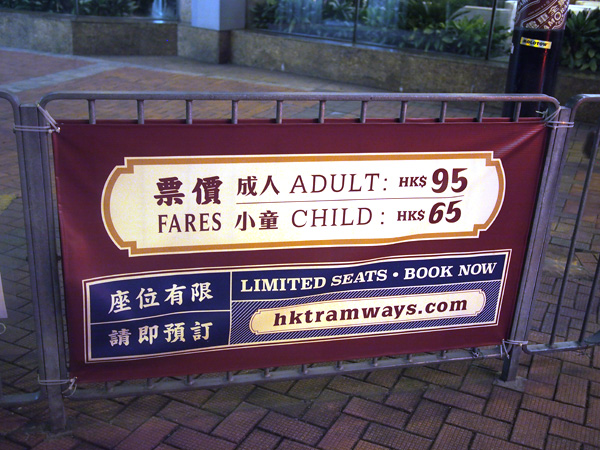 票價 成人 ADULT: HK$ 95
FARES 小童 CHILD: HK$ 65
座位有限
請即預訂
LIMITED SEATS • BOOK NOW
hktramways.com